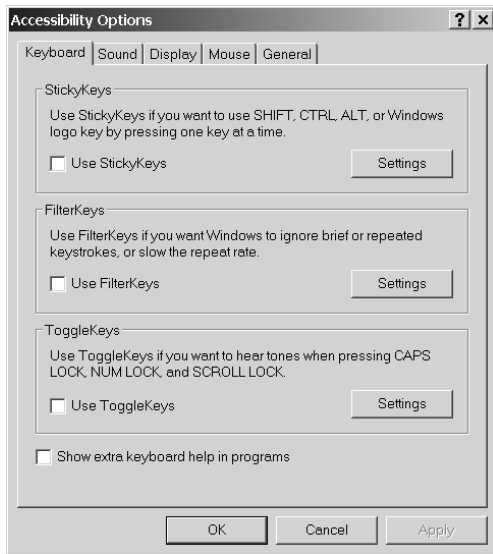 Accessibility Options
Keyboard Sound Display Mouse General
StickyKeys
Use StickyKeys if you want to use SHIFT, CTRL, ALT, or Windows
logo key by pressing one key at a time.
Use StickyKeys Settings
FilterKeys
Use FilterKeys if you want Windows to ignore brief or repeated
keystrokes, or slow the repeat rate.
Use FilterKeys Settings
ToggleKeys
Use ToggleKeys if you want to hear tones when pressing CAPS
LOCK, NUM LOCK, and SCROLL LOCK.
Use ToggleKeys Settings
Show extra keyboard help in programs
OK Cancel Apply